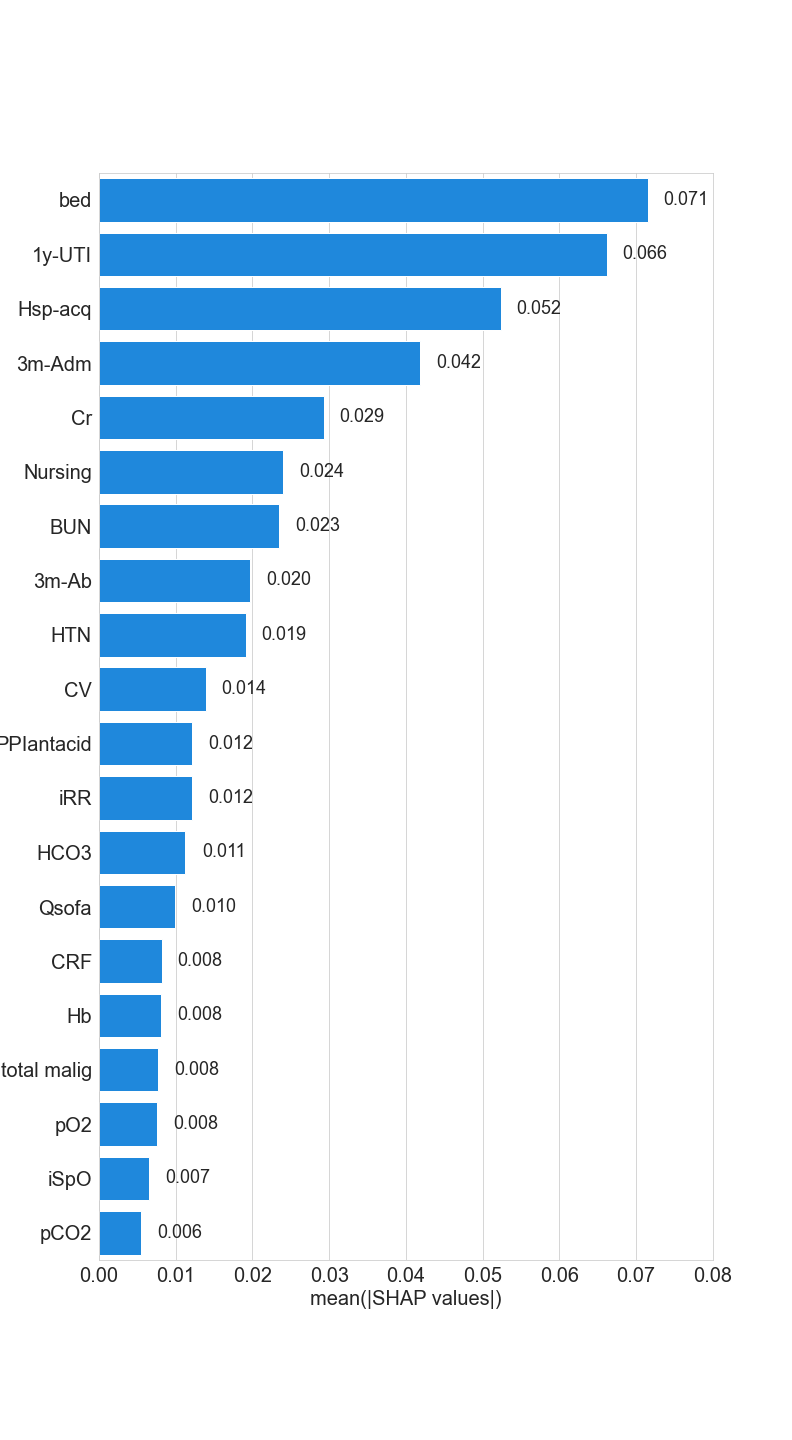 bed 0.071
1y-UTI 0.066
Hsp-acq 0.052
3m-Adm 0.042
Cr 0.029
Nursing 0.024
BUN 0.023
3m-Ab 0.020
HTN 0.019
CV 0.014
PPIantacid 0.012
iRR 0.012
HCO3 0.011
Qsofa 0.010
CRF 0.008
Hb 0.008
total malig 0.008
pO2 0.008
iSpO 0.007
pCO2 0.006
0.00 0.01 0.02 0.03 0.04 0.05 0.06 0.07 0.08
mean(|SHAP values|)